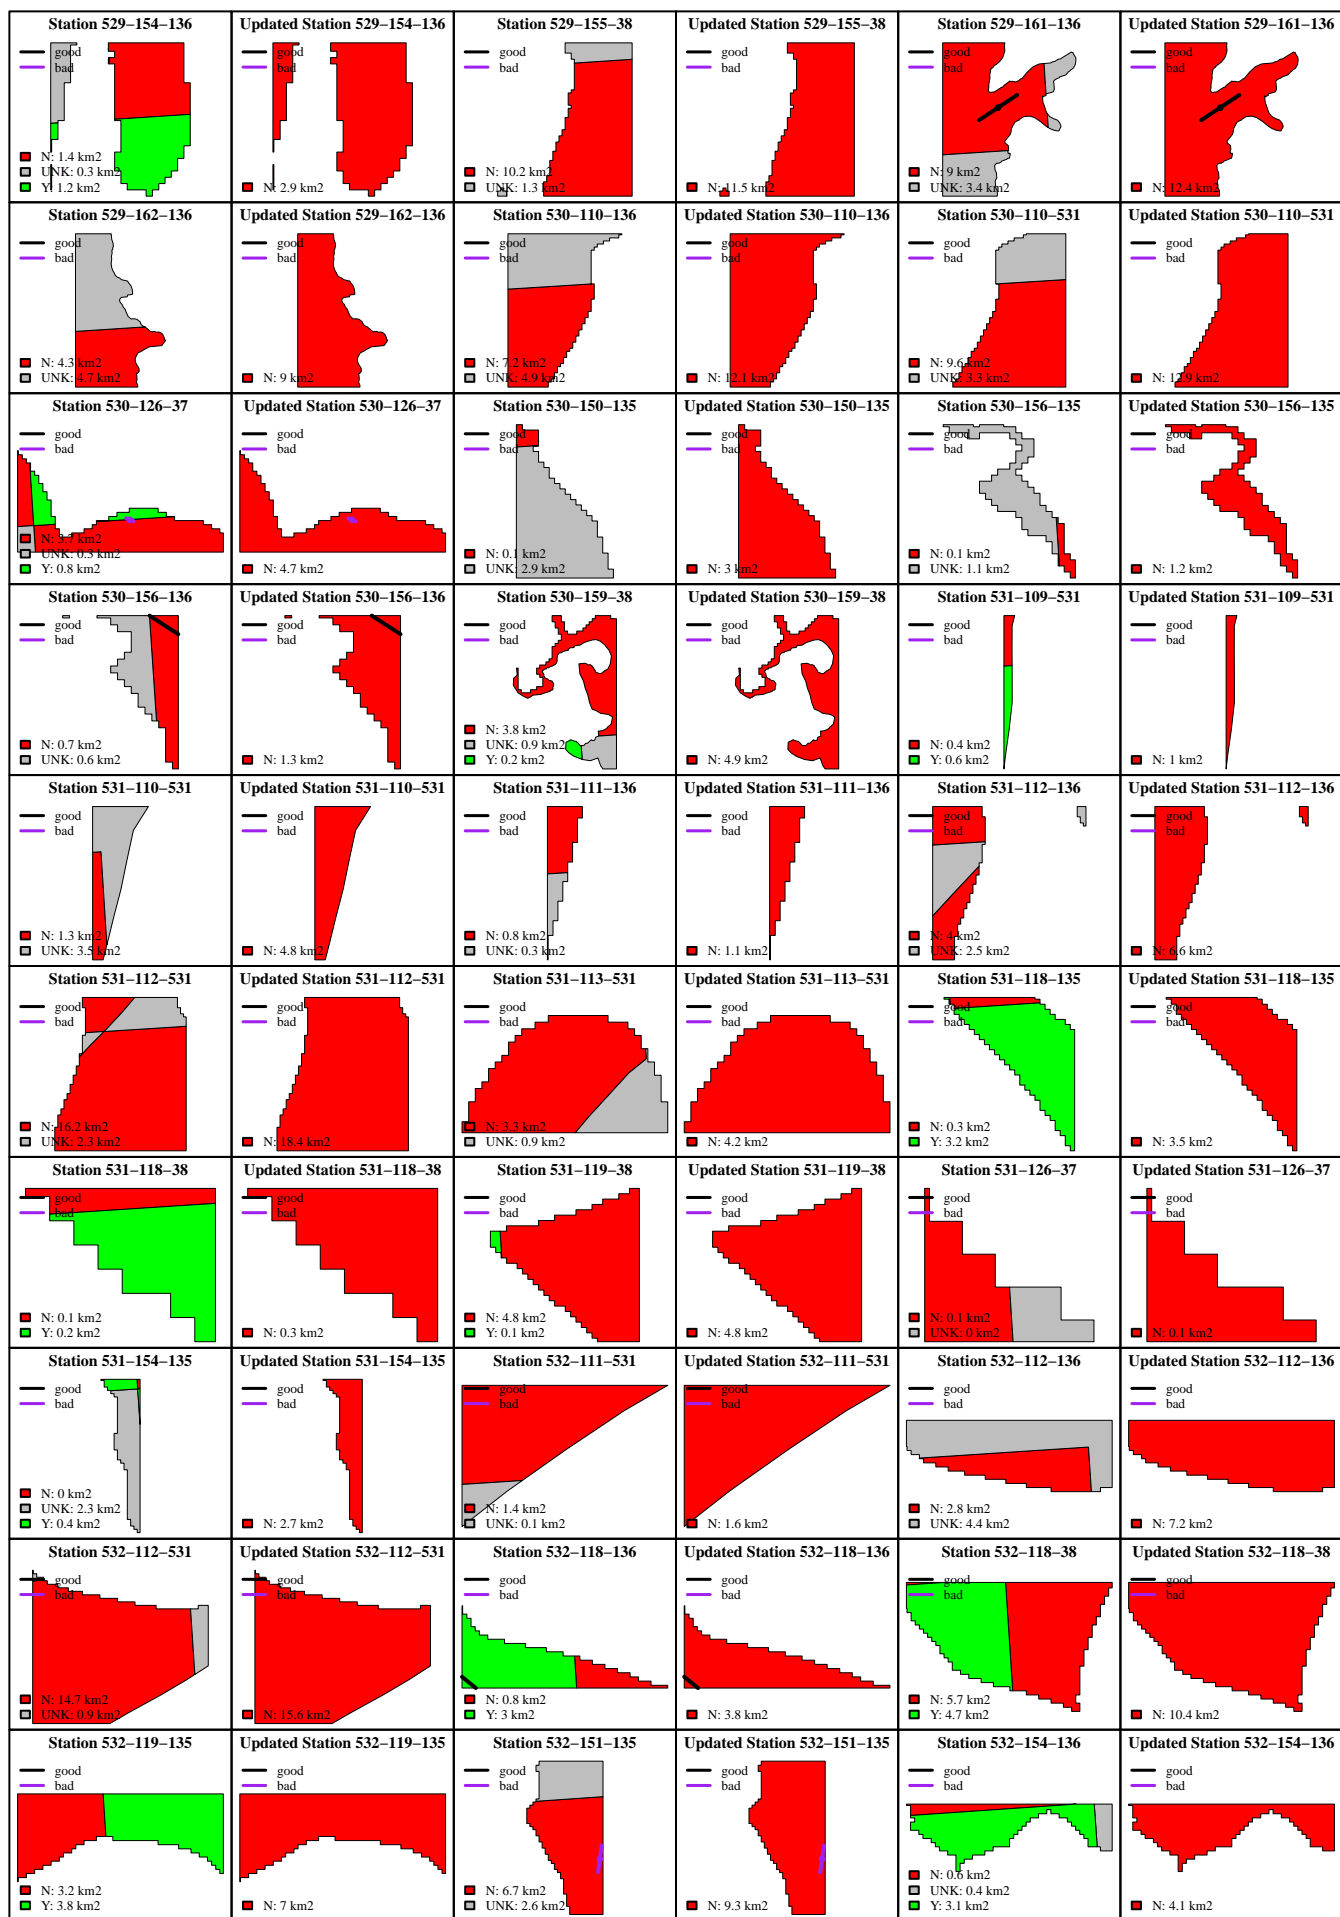 Station 529−154−136
good
bad
N: 1.4 km2
UNK: 0.3 km2
Y: 1.2 km2
Updated Station 529−154−136
good
bad
N: 2.9 km2
Station 529−155−38
good
bad
N: 10.2 km2
UNK: 1.3 km2
Updated Station 529−155−38
good
bad
N: 11.5 km2
Station 529−161−136
good
bad
N: 9 km2
UNK: 3.4 km2
Updated Station 529−161−136
good
bad
N: 12.4 km2
Station 529−162−136
good
bad
N: 4.3 km2
UNK: 4.7 km2
Updated Station 529−162−136
good
bad
N: 9 km2
Station 530−110−136
good
bad
N: 7.2 km2
UNK: 4.9 km2
Updated Station 530−110−136
good
bad
N: 12.1 km2
Station 530−110−531
good
bad
N: 9.6 km2
UNK: 3.3 km2
Updated Station 530−110−531
good
bad
N: 12.9 km2
Station 530−126−37
good
bad
N: 3.7 km2
UNK: 0.3 km2
Y: 0.8 km2
Updated Station 530−126−37
good
bad
N: 4.7 km2
Station 530−150−135
good
bad
N: 0.1 km2
UNK: 2.9 km2
Updated Station 530−150−135
good
bad
N: 3 km2
Station 530−156−135
good
bad
N: 0.1 km2
UNK: 1.1 km2
Updated Station 530−156−135
good
bad
N: 1.2 km2
Station 530−156−136
good
bad
N: 0.7 km2
UNK: 0.6 km2
Updated Station 530−156−136
good
bad
N: 1.3 km2
Station 530−159−38
good
bad
N: 3.8 km2
UNK: 0.9 km2
Y: 0.2 km2
Updated Station 530−159−38
good
bad
N: 4.9 km2
Station 531−109−531
good
bad
N: 0.4 km2
Y: 0.6 km2
Updated Station 531−109−531
good
bad
N: 1 km2
Station 531−110−531
good
bad
N: 1.3 km2
UNK: 3.5 km2
Updated Station 531−110−531
good
bad
N: 4.8 km2
Station 531−111−136
good
bad
N: 0.8 km2
UNK: 0.3 km2
Updated Station 531−111−136
good
bad
N: 1.1 km2
Station 531−112−136
good
bad
N: 4 km2
UNK: 2.5 km2
Updated Station 531−112−136
good
bad
N: 6.6 km2
Station 531−112−531
good
bad
N: 16.2 km2
UNK: 2.3 km2
Updated Station 531−112−531
good
bad
N: 18.4 km2
Station 531−113−531
good
bad
N: 3.3 km2
UNK: 0.9 km2
Updated Station 531−113−531
good
bad
N: 4.2 km2
Station 531−118−135
good
bad
N: 0.3 km2
Y: 3.2 km2
Updated Station 531−118−135
good
bad
N: 3.5 km2
Station 531−118−38
good
bad
N: 0.1 km2
Y: 0.2 km2
Updated Station 531−118−38
good
bad
N: 0.3 km2
Station 531−119−38
good
bad
N: 4.8 km2
Y: 0.1 km2
Updated Station 531−119−38
good
bad
N: 4.8 km2
Station 531−126−37
good
bad
N: 0.1 km2
UNK: 0 km2
Updated Station 531−126−37
good
bad
N: 0.1 km2
Station 531−154−135
good
bad
N: 0 km2
UNK: 2.3 km2
Y: 0.4 km2
Updated Station 531−154−135
good
bad
N: 2.7 km2
Station 532−111−531
good
bad
N: 1.4 km2
UNK: 0.1 km2
Updated Station 532−111−531
good
bad
N: 1.6 km2
Station 532−112−136
good
bad
N: 2.8 km2
UNK: 4.4 km2
Updated Station 532−112−136
good
bad
N: 7.2 km2
Station 532−112−531
good
bad
N: 14.7 km2
UNK: 0.9 km2
Updated Station 532−112−531
good
bad
N: 15.6 km2
Station 532−118−136
good
bad
N: 0.8 km2
Y: 3 km2
Updated Station 532−118−136
good
bad
N: 3.8 km2
Station 532−118−38
good
bad
N: 5.7 km2
Y: 4.7 km2
Updated Station 532−118−38
good
bad
N: 10.4 km2
Station 532−119−135
good
bad
N: 3.2 km2
Y: 3.8 km2
Updated Station 532−119−135
good
bad
N: 7 km2
Station 532−151−135
good
bad
N: 6.7 km2
UNK: 2.6 km2
Updated Station 532−151−135
good
bad
N: 9.3 km2
Station 532−154−136
good
bad
N: 0.6 km2
UNK: 0.4 km2
Y: 3.1 km2
Updated Station 532−154−136
good
bad
N: 4.1 km2